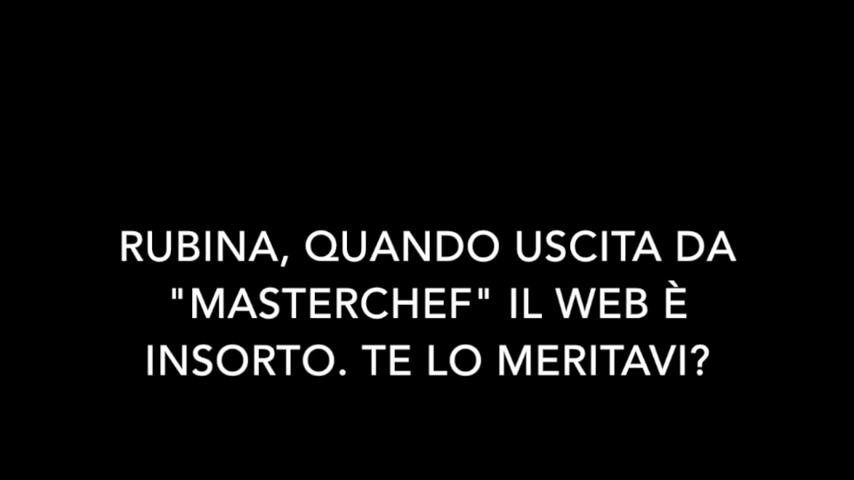 RUBINA, QUANDO USCITA DA
"MASTERCHEF" IL WEB È
INSORTO. TE LO MERITAVI?